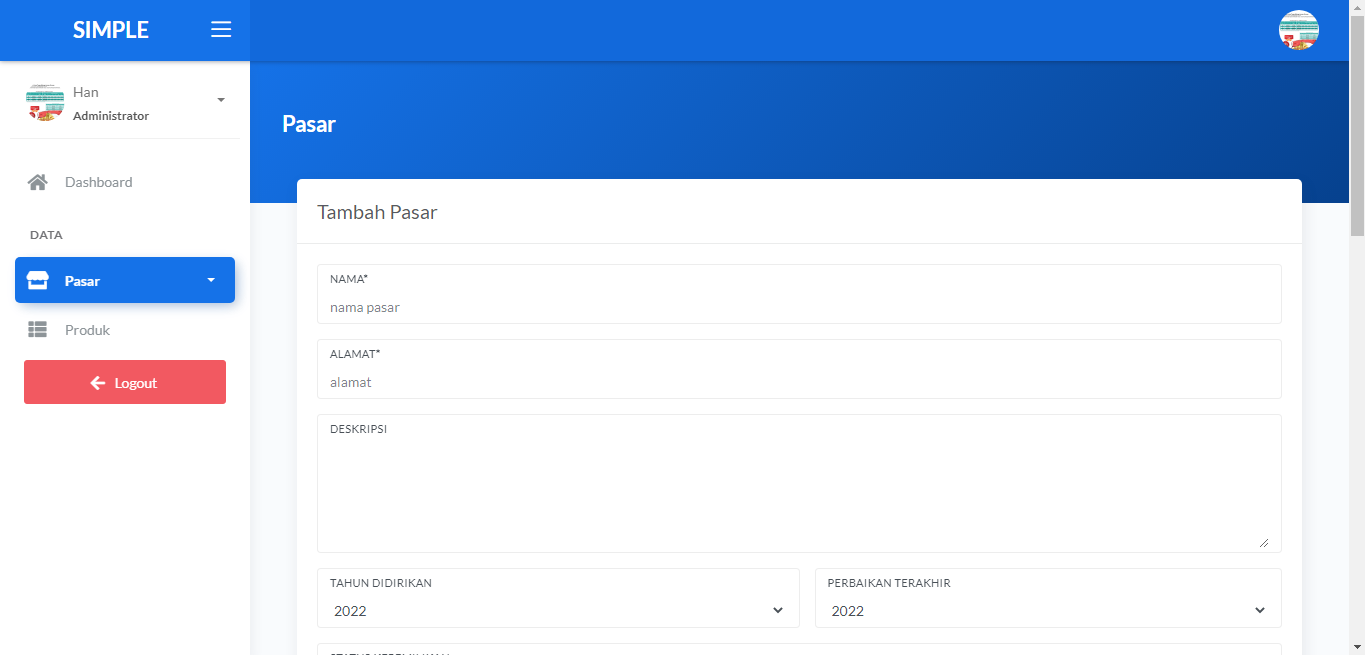 SIMPLE
Han
Administrator
Dashboard
DATA
Pasar
Produk
Logout
Pasar
Tambah Pasar
NAMA*
nama pasar
ALAMAT*
alamat
DESKRIPSI
TAHUN DIDIRIKAN
2022
PERBAIKAN TERAKHIR
2022